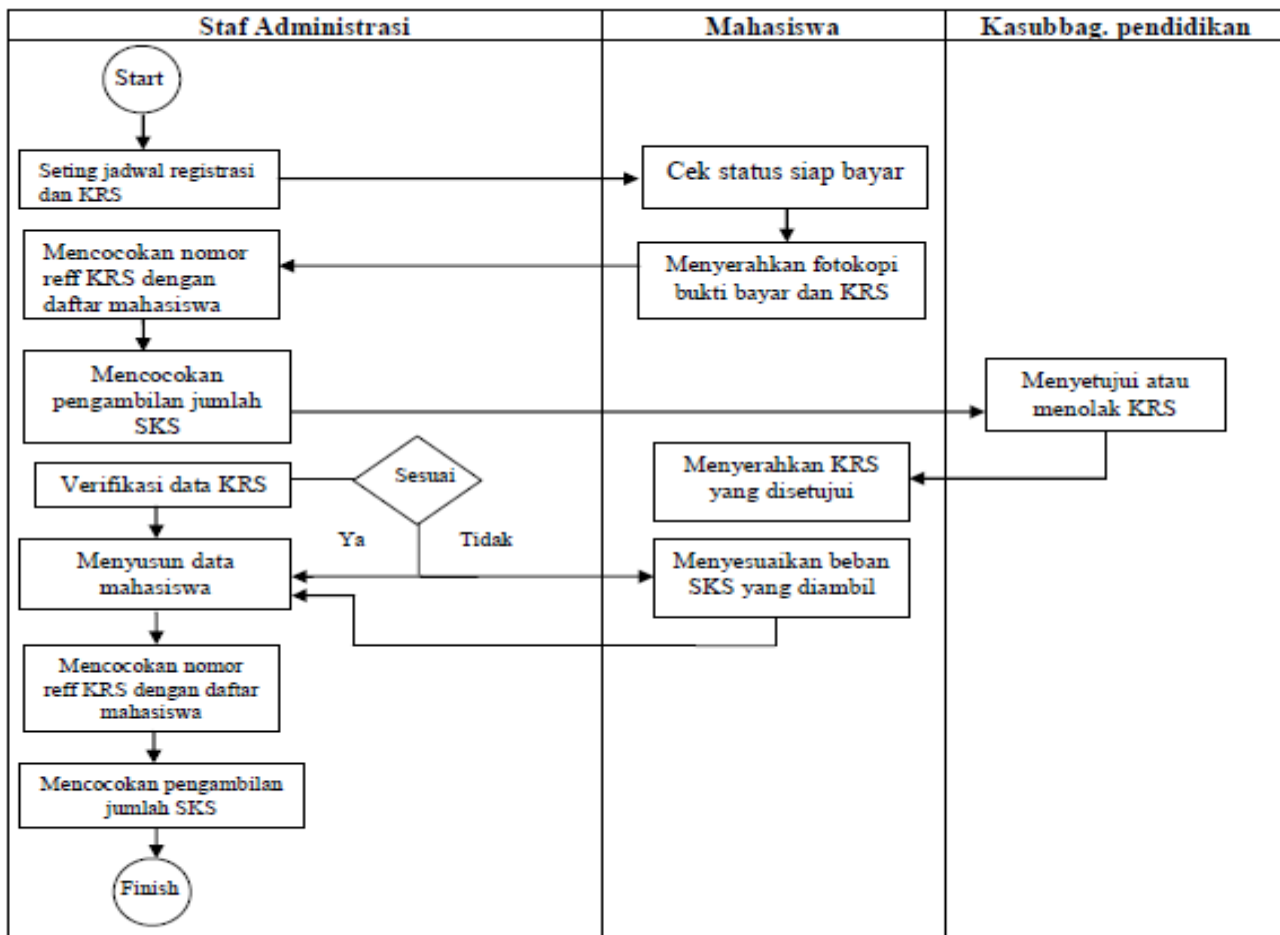 Staf Administrasi
Mahasiswa
Kasubbag. pendidikan
Start
Seting jadwal registrasi
dan KRS
Cek status siap bayar
Mencocokan nomor
reff KRS dengan
daftar mahasiswa
Menyerahkan fotokopi
bukti bayar dan KRS
Mencocokan
pengambilan jumlah
SKS
Menyetujui atau
menolak KRS
Verifikasi data KRS
Sesuai
Menyerahkan KRS
yang disetujui
Ya
Tidak
Menyusun data
mahasiswa
Menyesuaikan beban
SKS yang diambil
Mencocokan nomor
reff KRS dengan daftar
mahasiswa
Mencocokan pengambilan
jumlah SKS
Finish